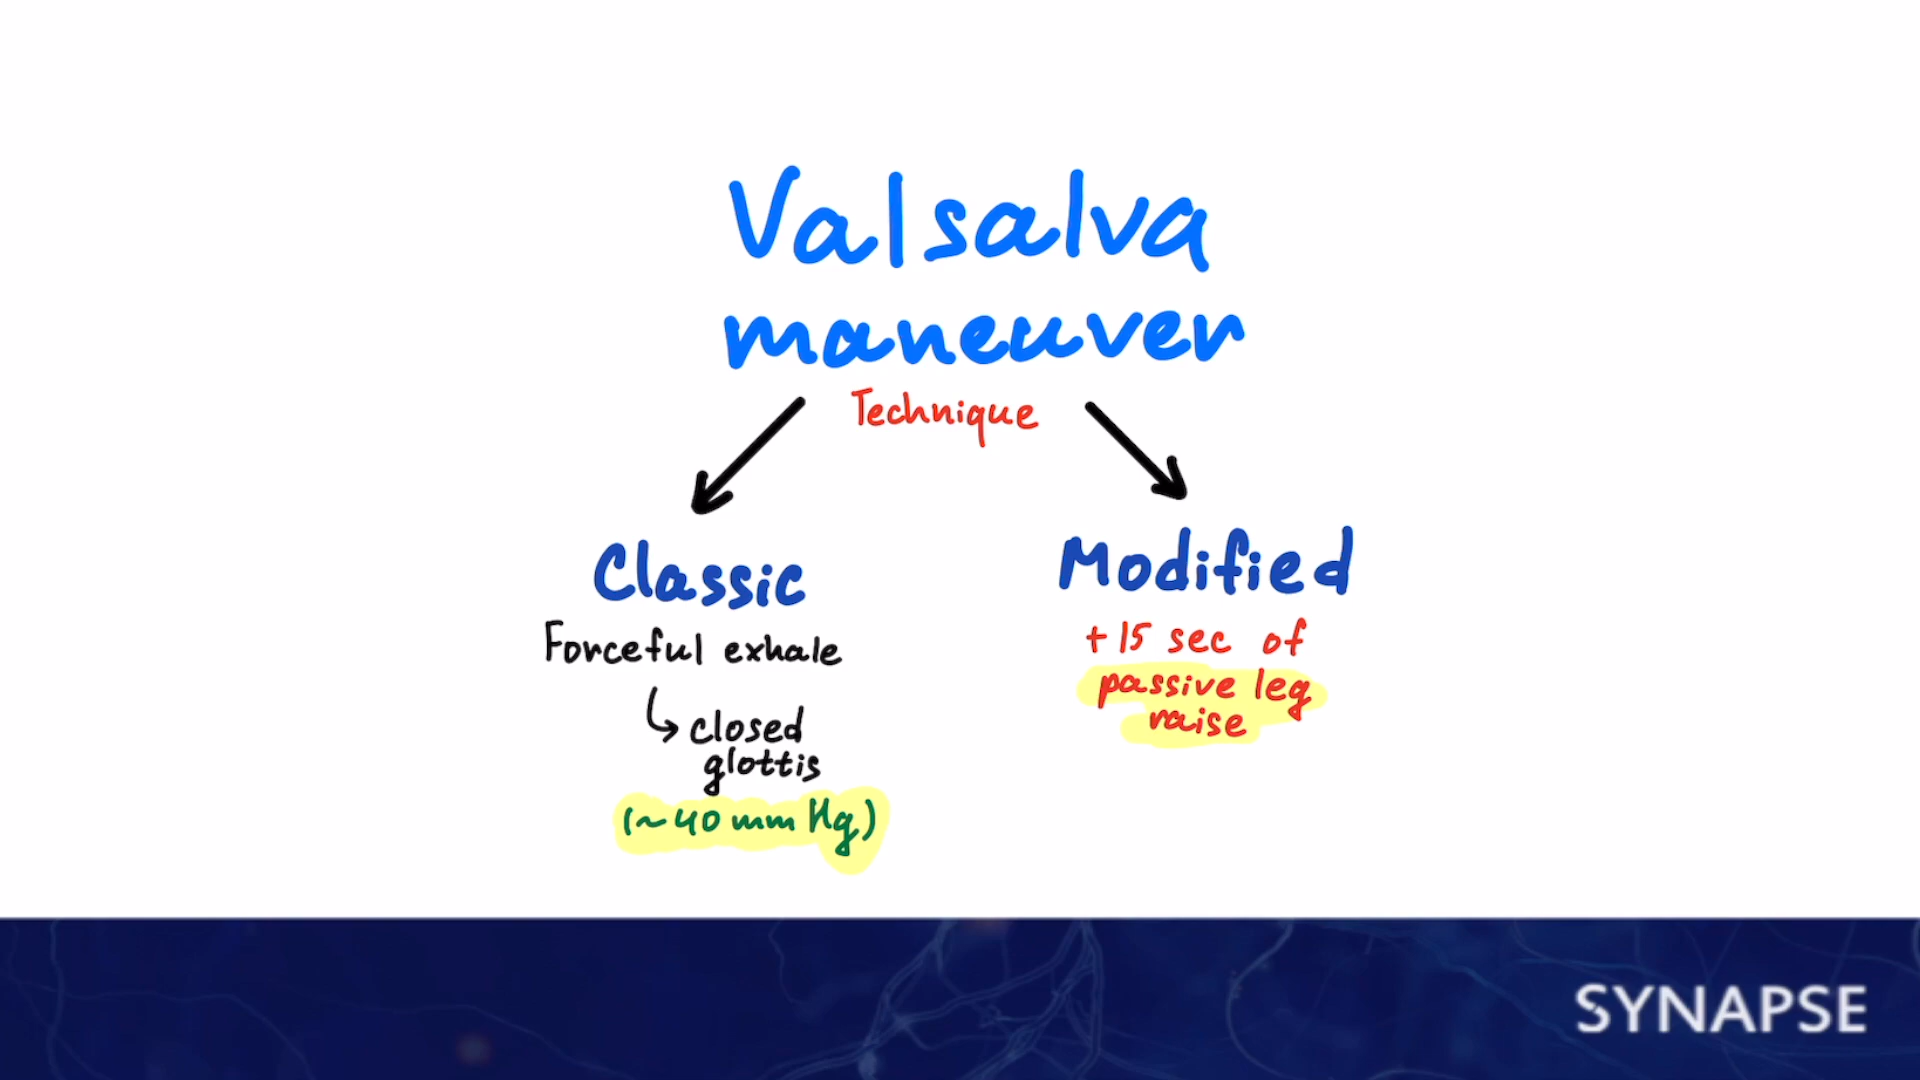 Valsalva
maneuver
Technique
Classic
Forceful exhale
closed
glottis
(~40 mm Hg)
Modified
+15 sec of
passive leg
raise
SYNAPSE